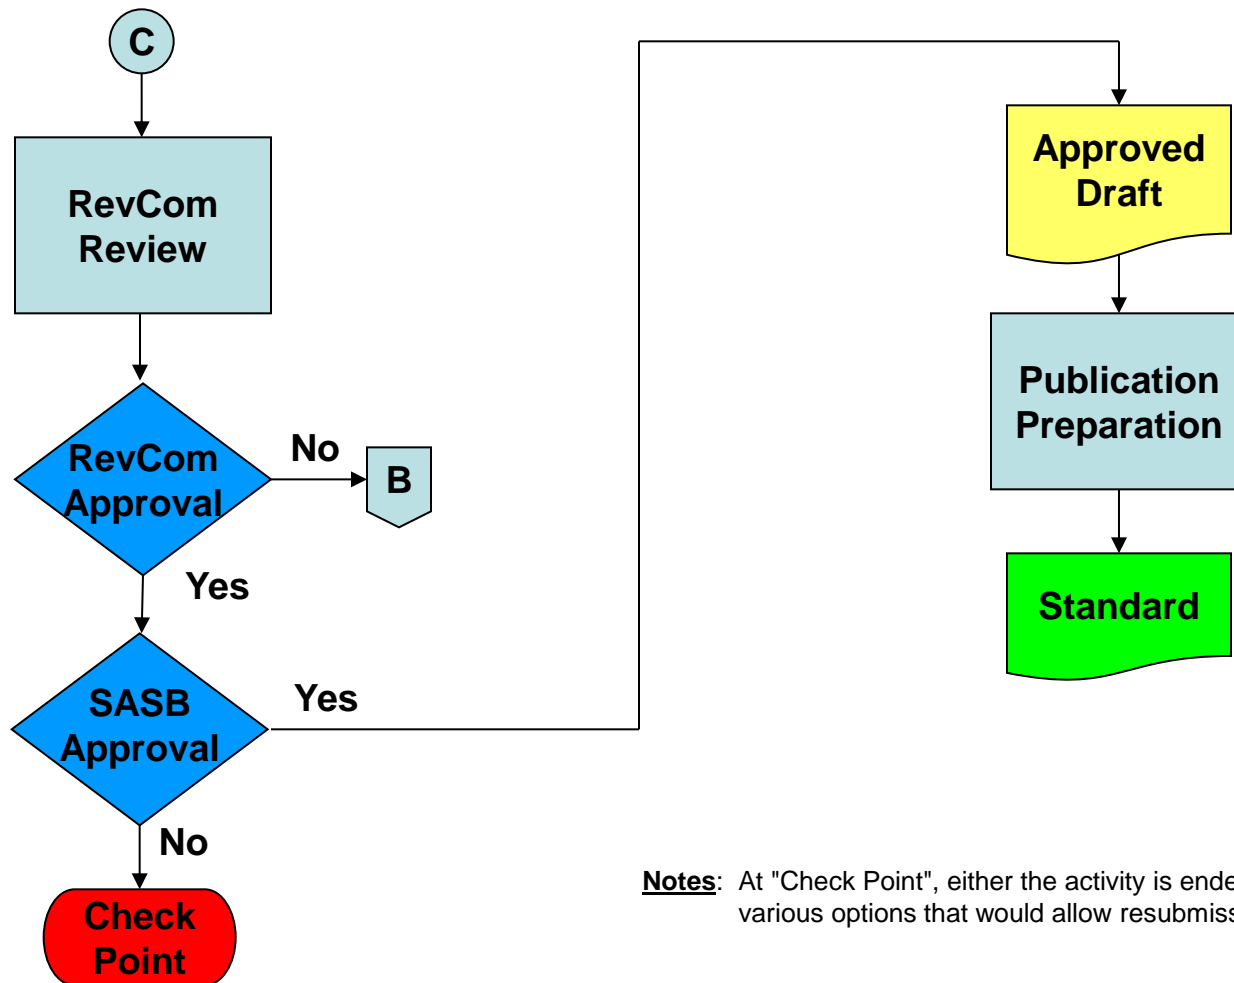 C
RevCom
Review
RevCom
Approval
No
B
Yes
SASB
Approval
Yes
No
Check
Point
Approved
Draft
Publication
Preparation
Standard
Notes: At "Check Point", either the activity is ende
various options that would allow resubmiss